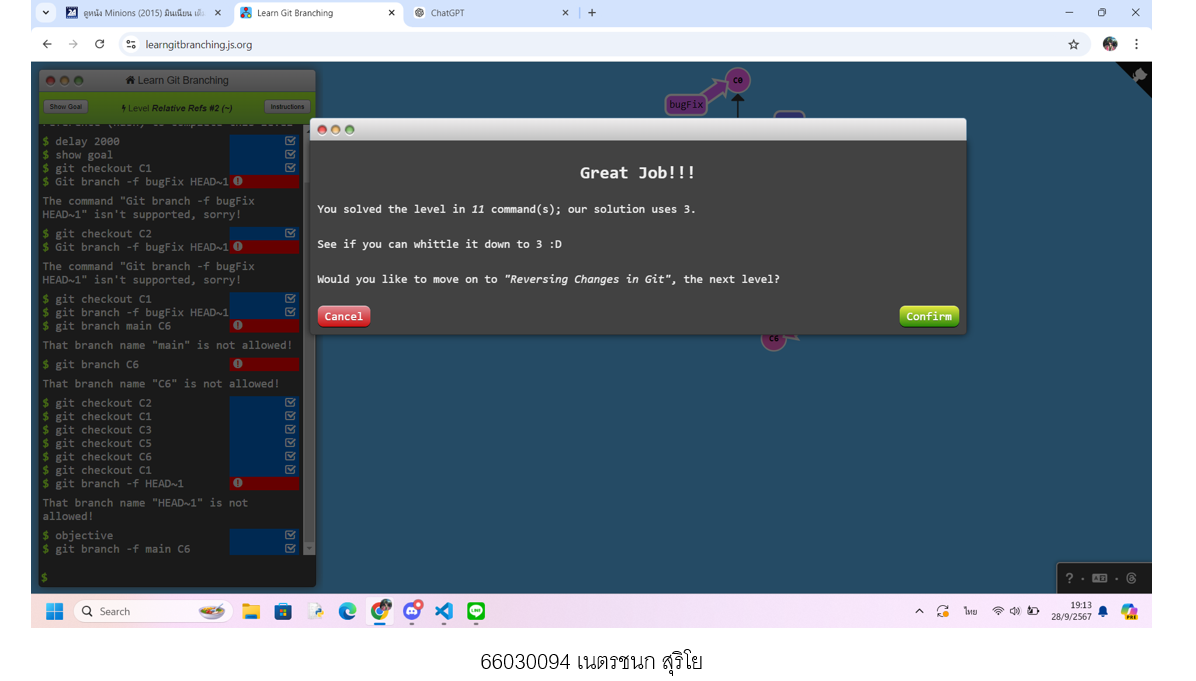 ดูหนัง Minions (2015) มินเนียน
Learn Git Branching
ChatGPT
learngitbranching.js.org
Learn Git Branching
Show Goal
Level Relative Refs #2 (~)
Instructions
$ delay 2000
$ show goal
$ git checkout C1
$ Git branch -f bugFix HEAD~1
The command "Git branch -f bugFix
HEAD~1" isn't supported, sorry!
$ git checkout C2
$ Git branch -f bugFix HEAD~1
The command "Git branch -f bugFix
HEAD~1" isn't supported, sorry!
$ git checkout C1
$ git branch -f bugFix HEAD~1
$ git branch main C6
That branch name "main" is not allowed!
$ git branch C6
That branch name "C6" is not allowed!
$ git checkout C2
$ git checkout C1
$ git checkout C3
$ git checkout C5
$ git checkout C6
$ git checkout C1
$ git branch -f HEAD~1
That branch name "HEAD~1" is not
allowed!
$ objective
$ git branch -f main C6
$
c0
bugFix
Great Job!!!
You solved the level in 11 command(s); our solution uses 3.
See if you can whittle it down to 3 :D
Would you like to move on to "Reversing Changes in Git", the next level?
Cancel
Confirm
c6
?
Search
ไทย
19:13
28/9/2567
PRE
66030094 เนตรชนก สุริโย